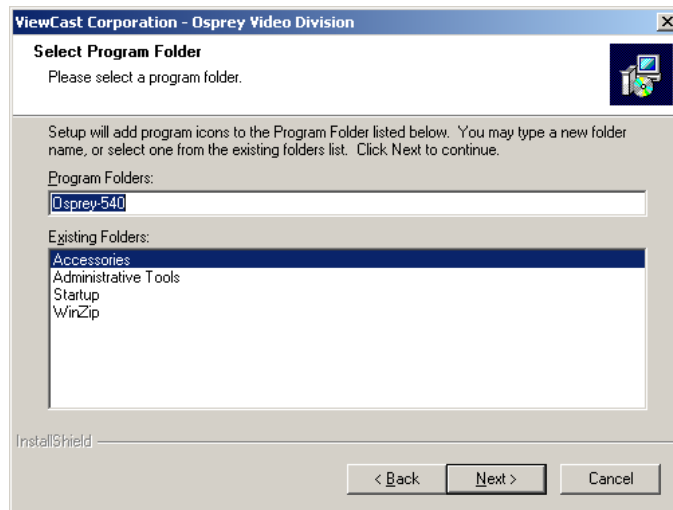 ViewCast Corporation - Osprey Video Division
Select Program Folder
Please select a program folder.
Setup will add program icons to the Program Folder listed below. You may type a new folder
name, or select one from the existing folders list. Click Next to continue.
Program Folders:
Osprey-540
Existing Folders:
Accessories
Administrative Tools
Startup
WinZip
InstallShield
< Back
Next >
Cancel